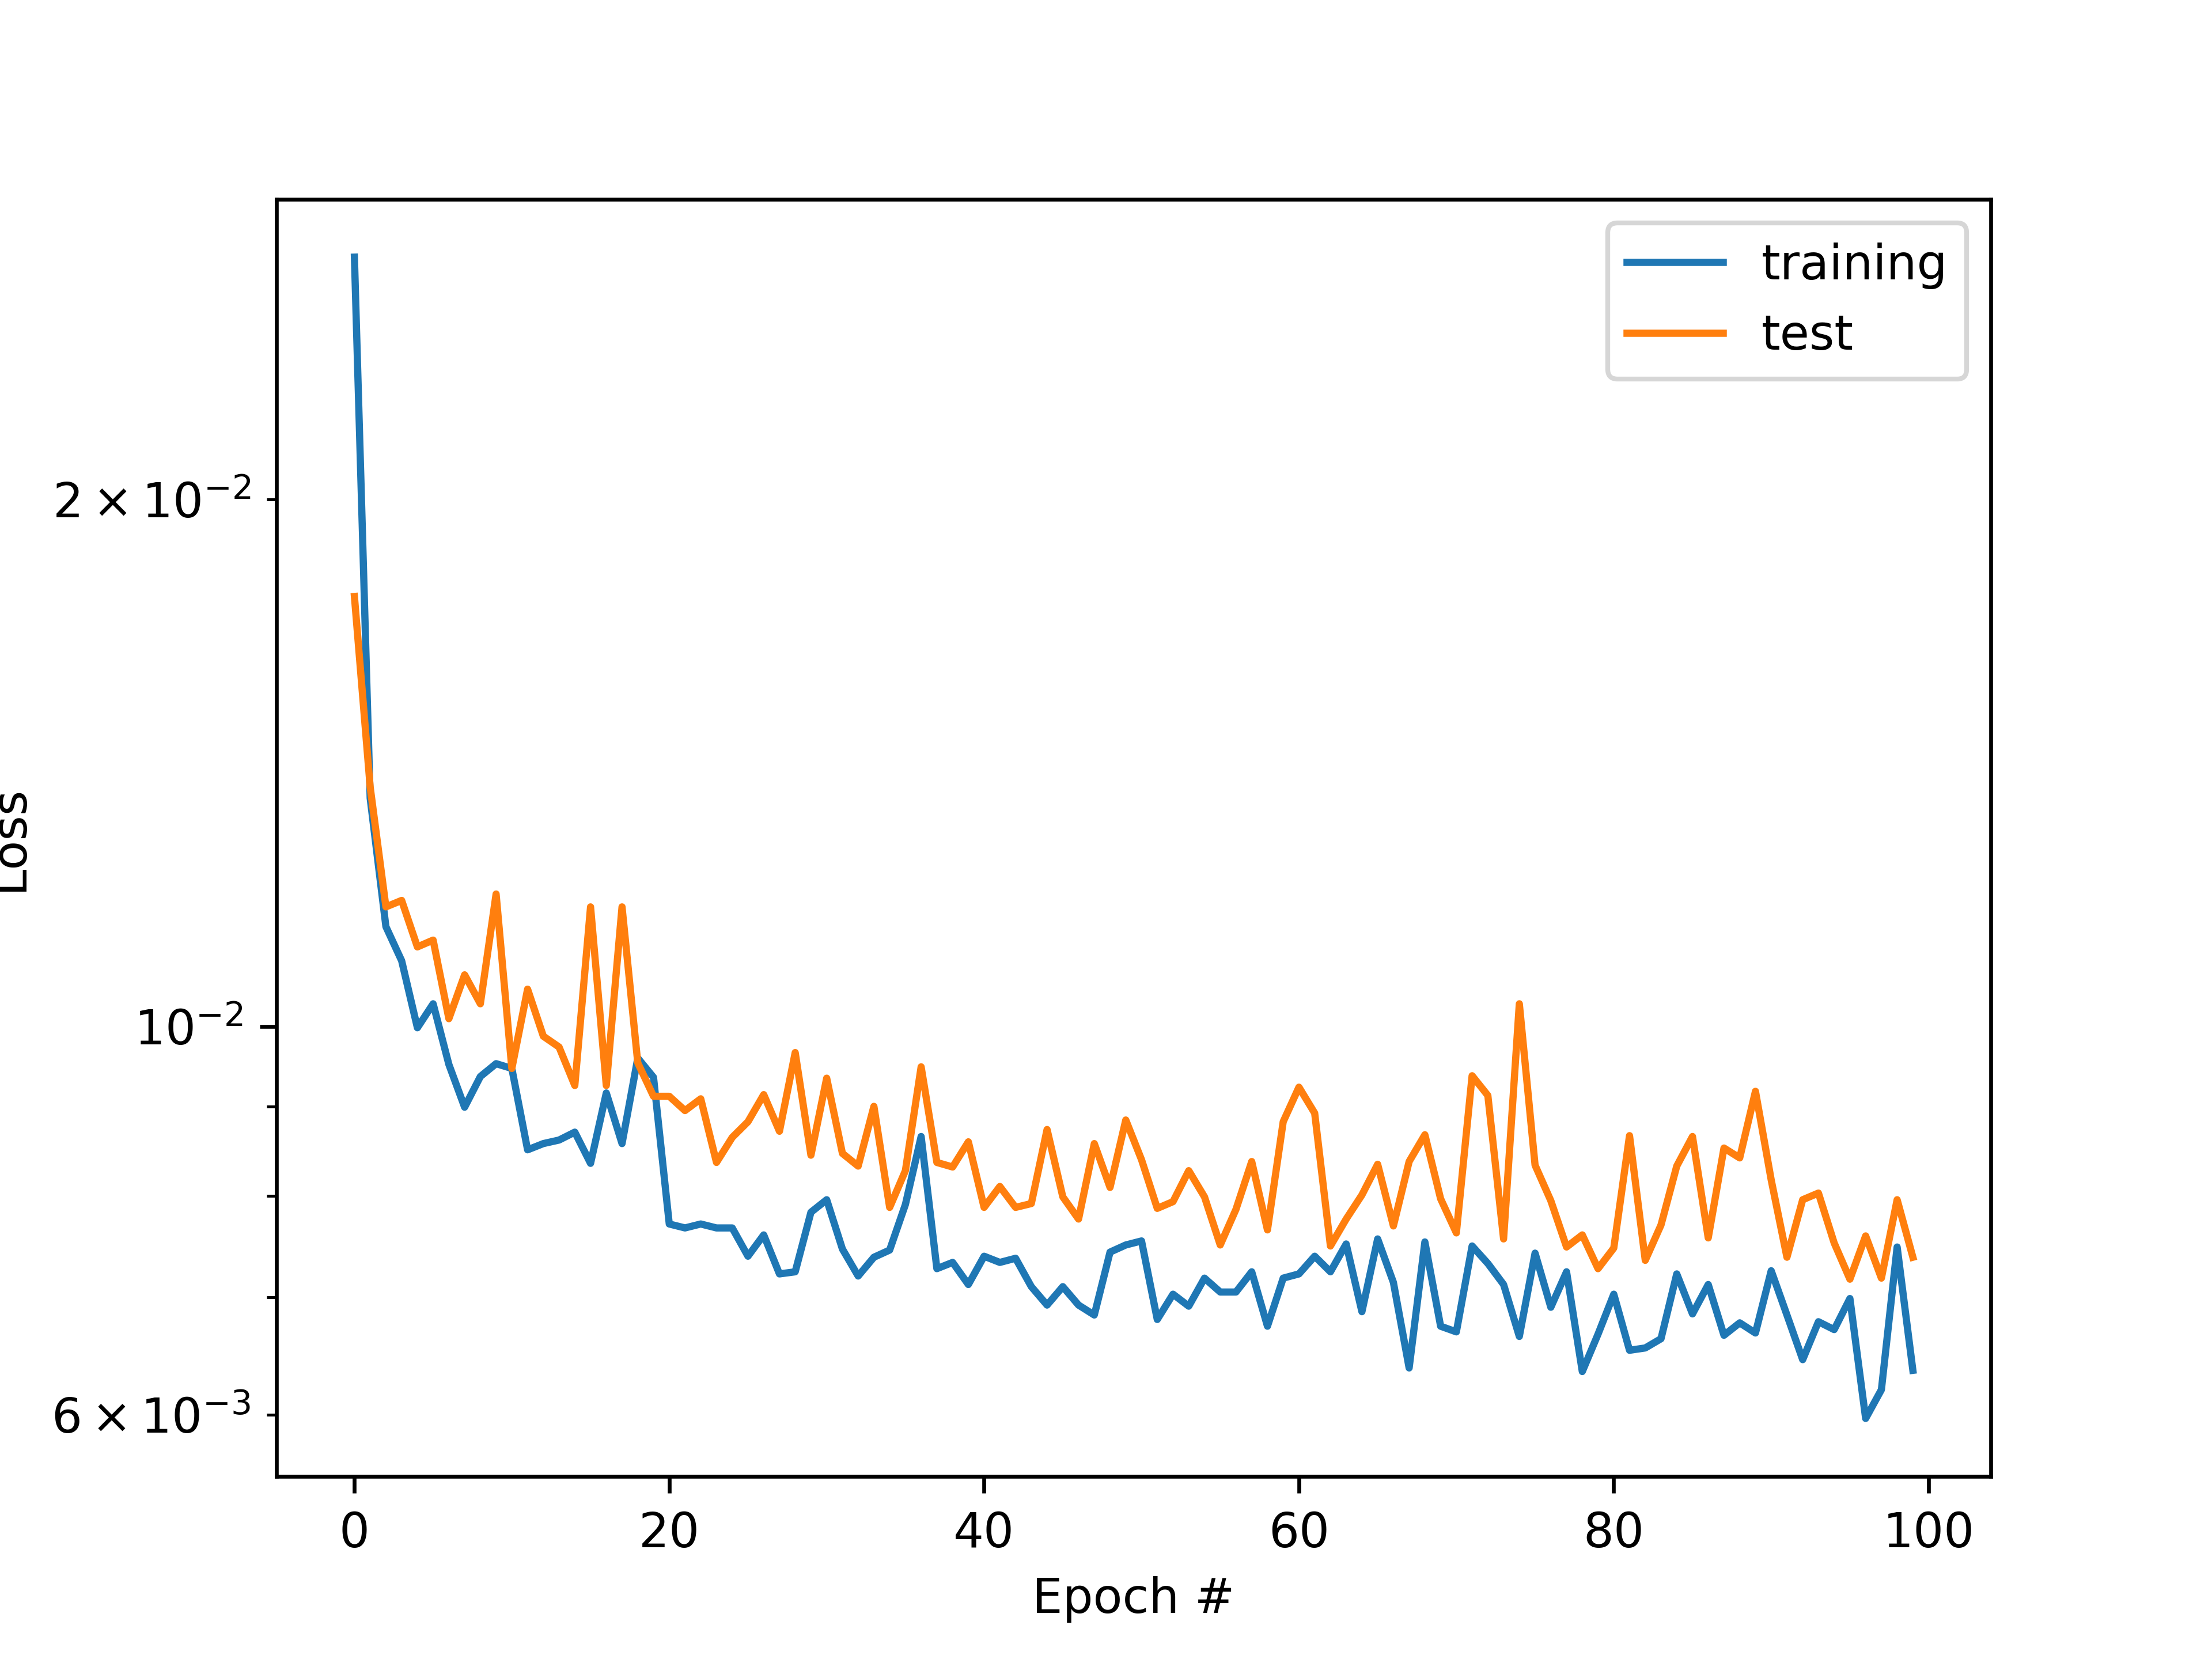 training
test
2 × 10⁻²
10⁻²
6 × 10⁻³
Loss
0 20 40 60 80 100
Epoch #